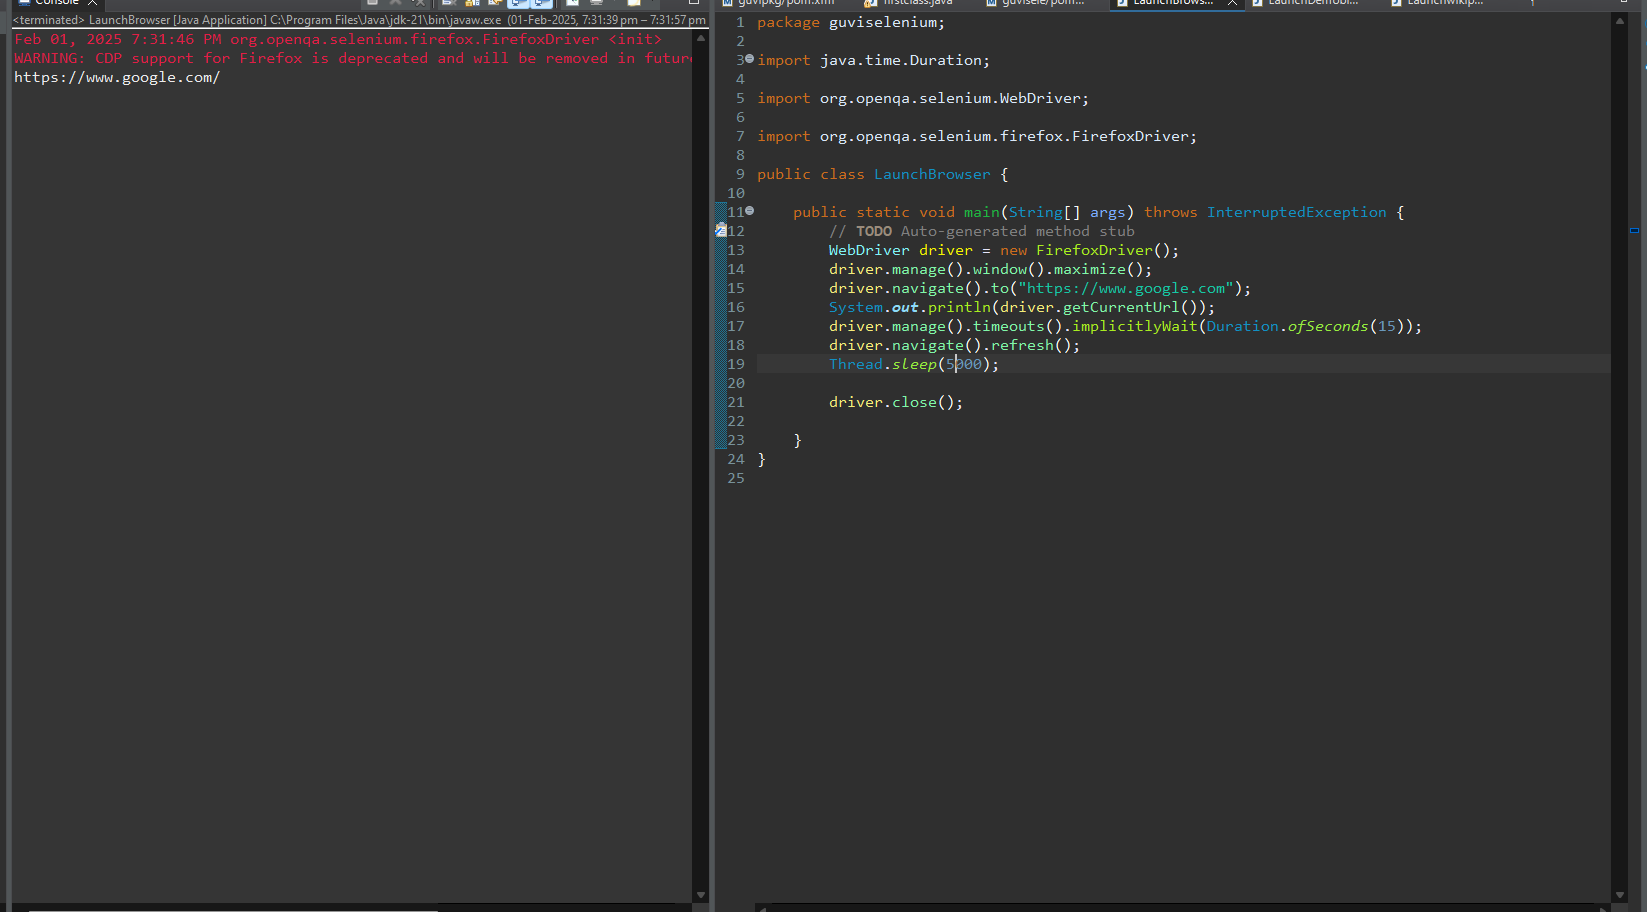 Console
<terminated> LaunchBrowser [Java Application] C:\Program Files\Java\jdk-21\bin\javaw.exe (01-Feb-2025, 7:31:39 pm – 7:31:57 pm
Feb 01, 2025 7:31:46 PM org.openqa.selenium.firefox.FirefoxDriver <init>
WARNING: CDP support for Firefox is deprecated and will be removed in future
https://www.google.com/
guvipkg/pom.xml firstclass.java guvisele/pom... LaunchBrows... LaunchDemobl... Launchwikip...
1 package guviselenium;
2
3 import java.time.Duration;
4
5 import org.openqa.selenium.WebDriver;
6
7 import org.openqa.selenium.firefox.FirefoxDriver;
8
9 public class LaunchBrowser {
10
11 public static void main(String[] args) throws InterruptedException {
12 // TODO Auto-generated method stub
13 WebDriver driver = new FirefoxDriver();
14 driver.manage().window().maximize();
15 driver.navigate().to("https://www.google.com");
16 System.out.println(driver.getCurrentUrl());
17 driver.manage().timeouts().implicitlyWait(Duration.ofSeconds(15));
18 driver.navigate().refresh();
19 Thread.sleep(5000);
20
21 driver.close();
22
23 }
24 }
25